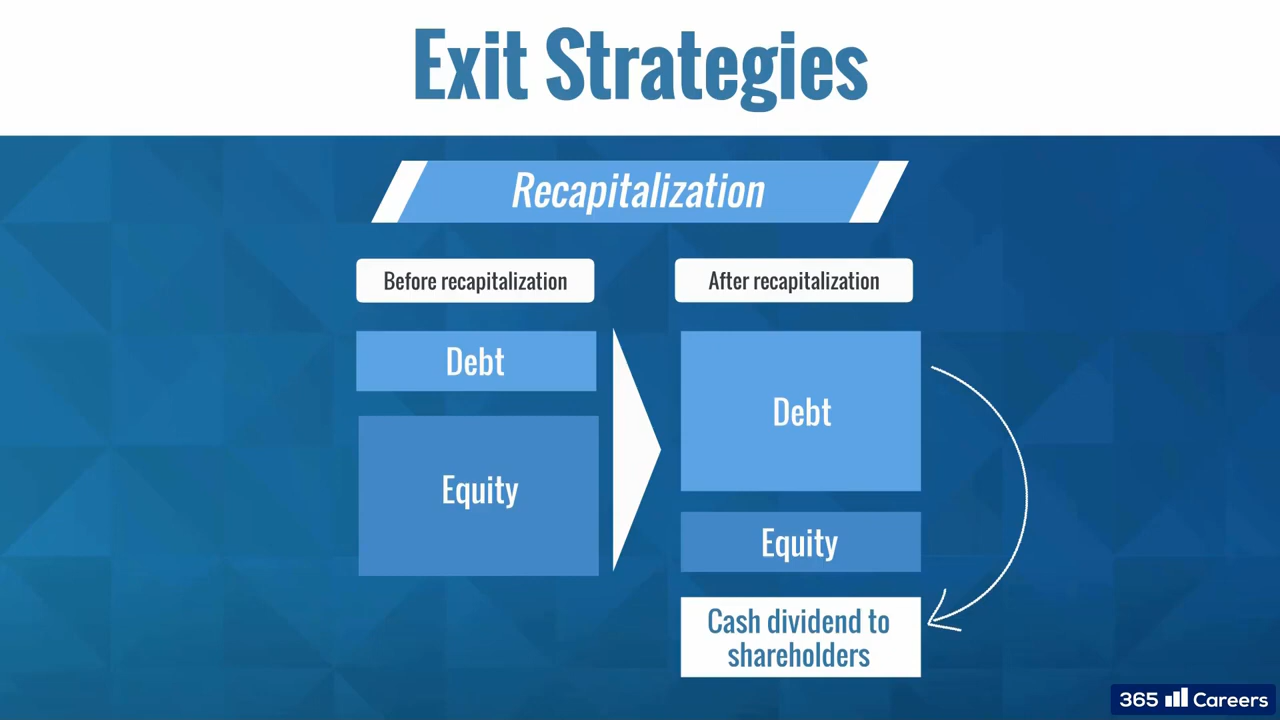 Exit Strategies
Recapitalization
Before recapitalization
After recapitalization
Debt
Equity
Debt
Equity
Cash dividend to
shareholders
365 Careers